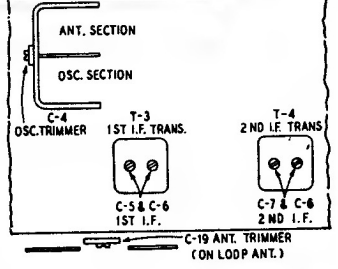 ANT. SECTION
OSC. SECTION
C-4
OSC. TRIMMER
T-3
1ST I.F. TRANS.
T-4
2ND I.F. TRANS
C-5 & C-6
1ST I.F.
C-7 & C-8
2ND I.F.
C-19 ANT. TRIMMER
(ON LOOP ANT.)